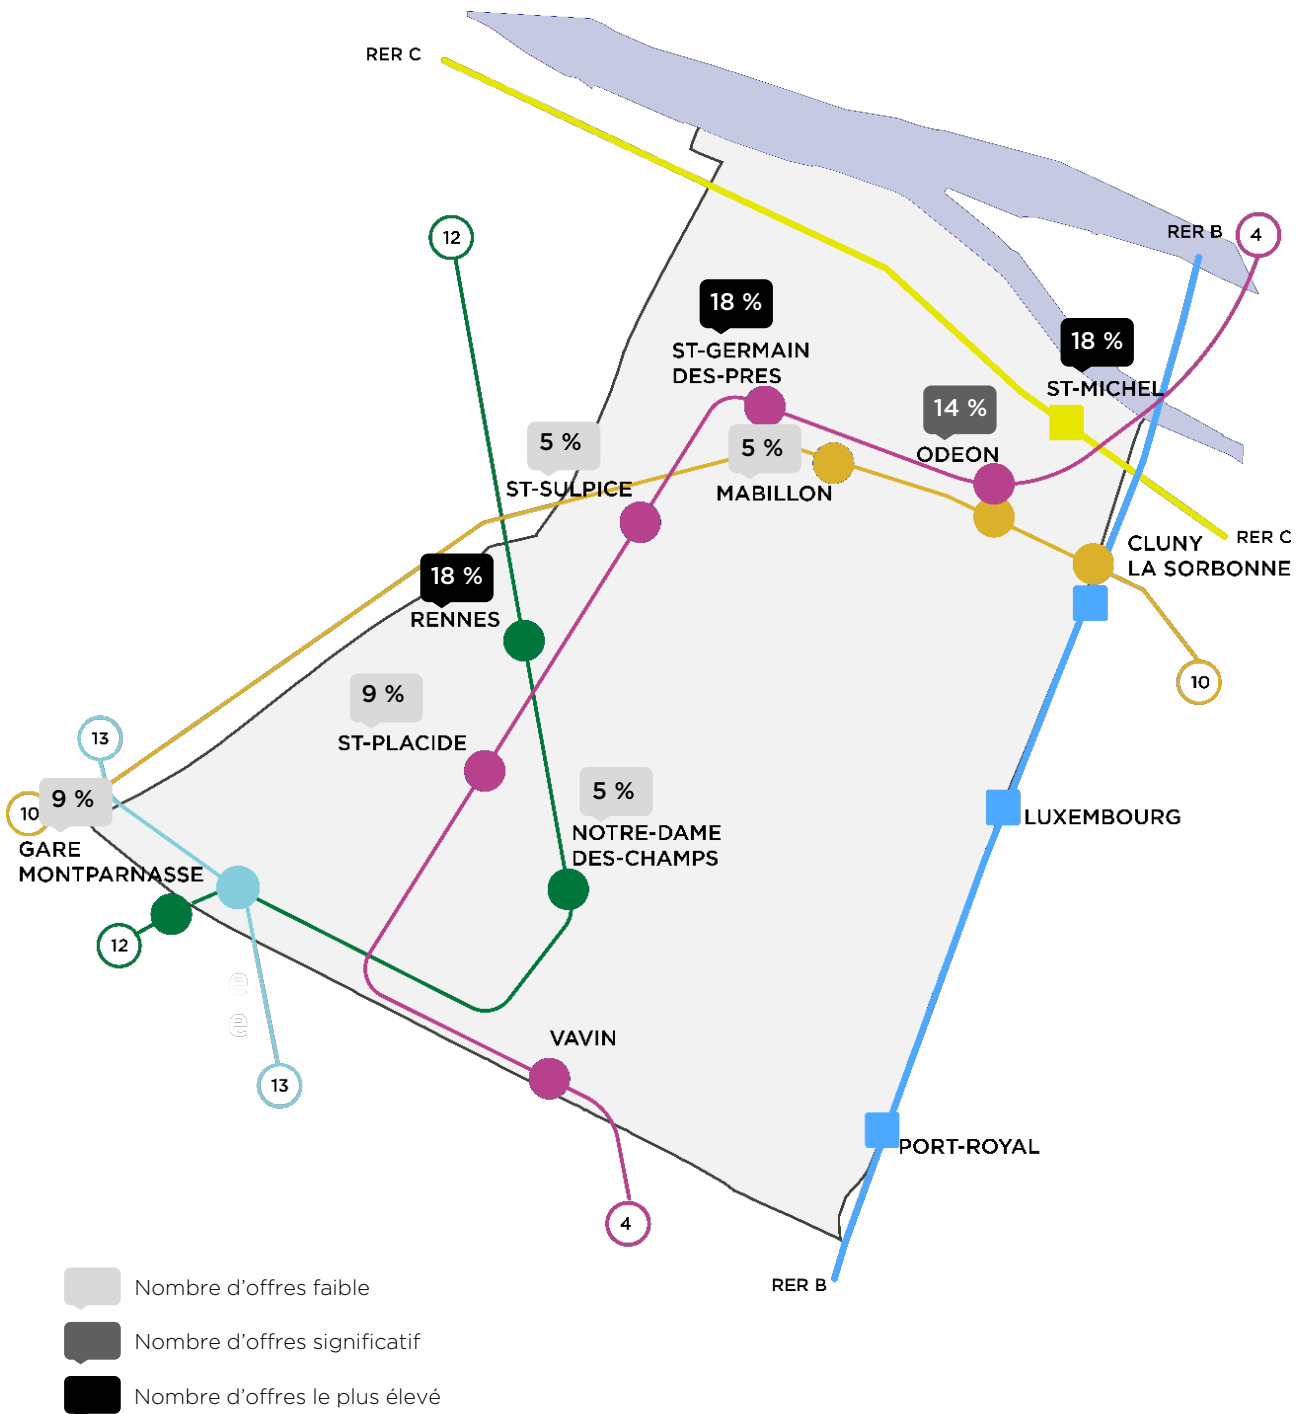 RER C
12
RER B
4
18 %
ST-GERMAIN
DES-PRES
18 %
ST-MICHEL
14 %
ODEON
5 %
ST-SULPICE
5 %
MABILLON
RER C
CLUNY
LA SORBONNE
18 %
RENNES
10
9 %
ST-PLACIDE
13
5 %
NOTRE-DAME
DES-CHAMPS
10
9 %
GARE
MONTPARNASSE
LUXEMBOURG
12
e
e
13
VAVIN
PORT-ROYAL
4
RER B
Nombre d'offres faible
Nombre d'offres significatif
Nombre d'offres le plus élevé